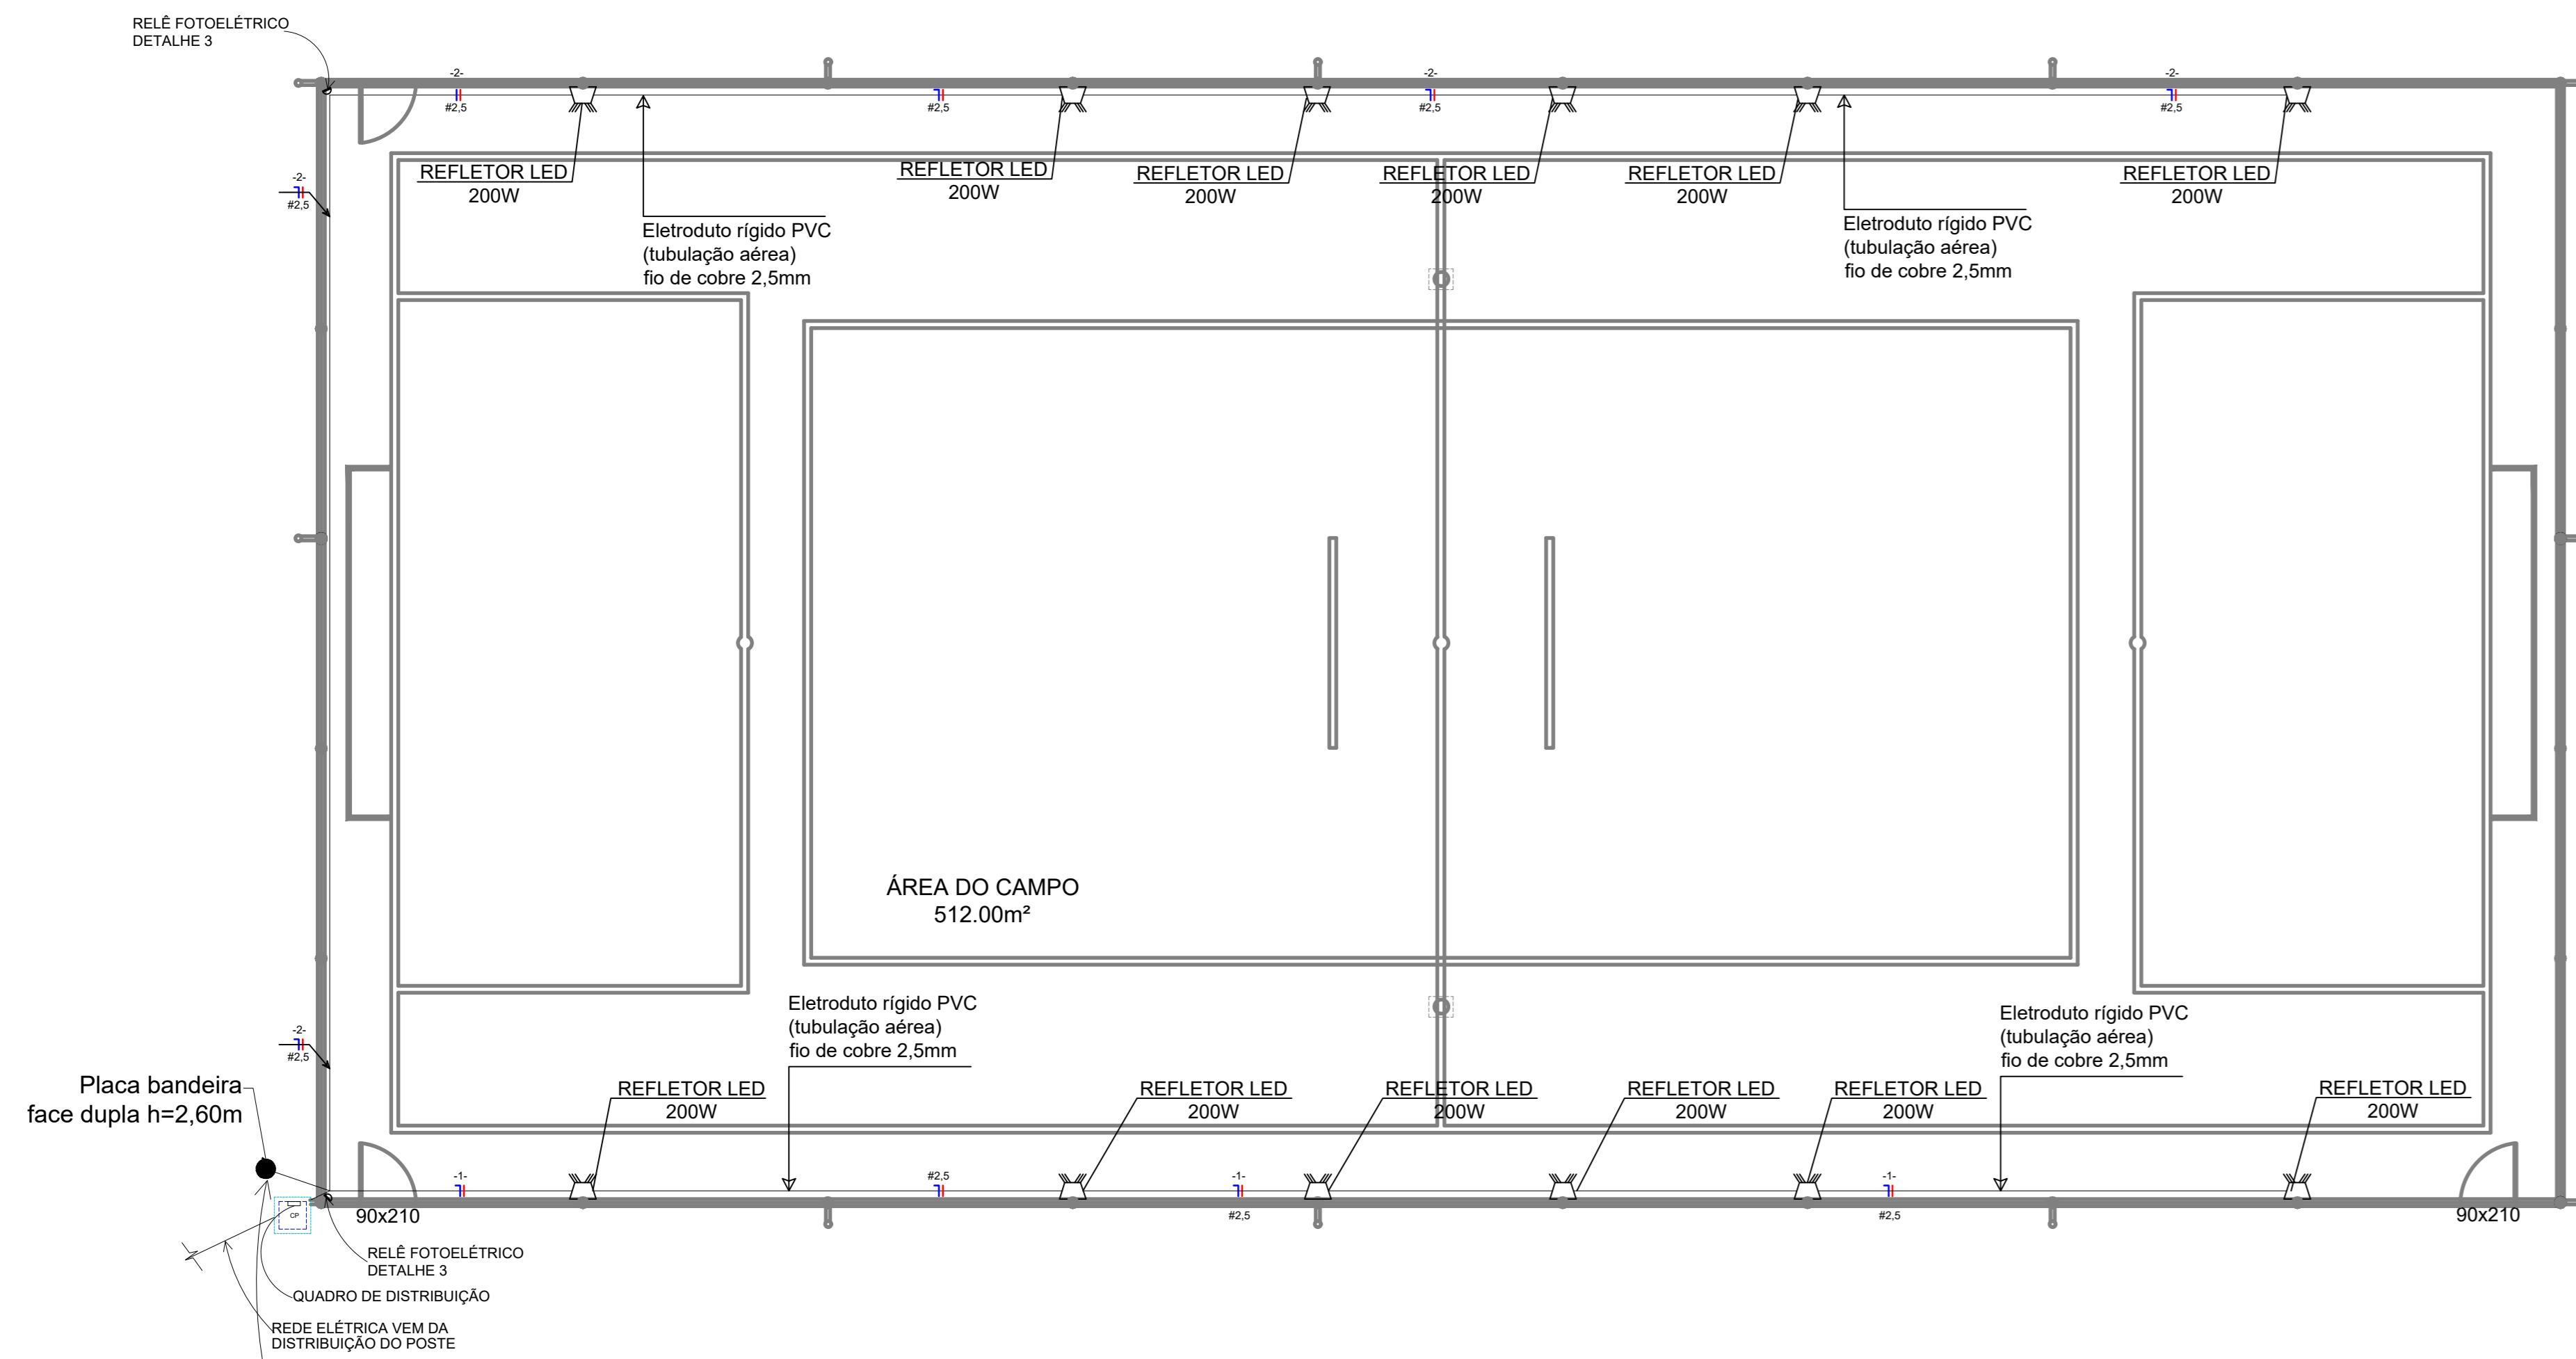 RELÊ FOTOELÉTRICO
DETALHE 3
-2-
#2,5
#2,5
-2-
#2,5
-2-
#2,5
REFLETOR LED
200W
REFLETOR LED
200W
REFLETOR LED
200W
REFLETOR LED
200W
REFLETOR LED
200W
REFLETOR LED
200W
-2-
#2,5
Eletroduto rígido PVC
(tubulação aérea)
fio de cobre 2,5mm
Eletroduto rígido PVC
(tubulação aérea)
fio de cobre 2,5mm
ÁREA DO CAMPO
512.00m²
Eletroduto rígido PVC
(tubulação aérea)
fio de cobre 2,5mm
Eletroduto rígido PVC
(tubulação aérea)
fio de cobre 2,5mm
-2-
#2,5
Placa bandeira
face dupla h=2,60m
REFLETOR LED
200W
REFLETOR LED
200W
REFLETOR LED
200W
REFLETOR LED
200W
REFLETOR LED
200W
REFLETOR LED
200W
-1-
#2,5
-1-
#2,5
-1-
#2,5
CP
90x210
90x210
RELÊ FOTOELÉTRICO
DETALHE 3
QUADRO DE DISTRIBUIÇÃO
REDE ELÉTRICA VEM DA
DISTRIBUIÇÃO DO POSTE